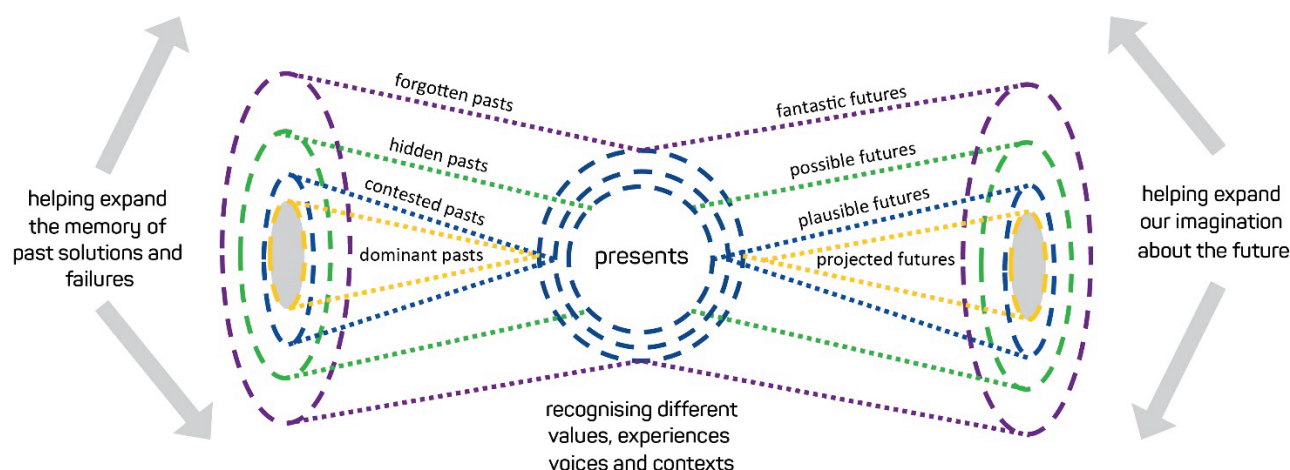 forgotten pasts
fantastic futures
hidden pasts
possible futures
contested pasts
plausible futures
dominant pasts
presents
projected futures
helping expand
the memory of
past solutions and
failures
helping expand
our imagination
about the future
recognising different
values, experiences
voices and contexts